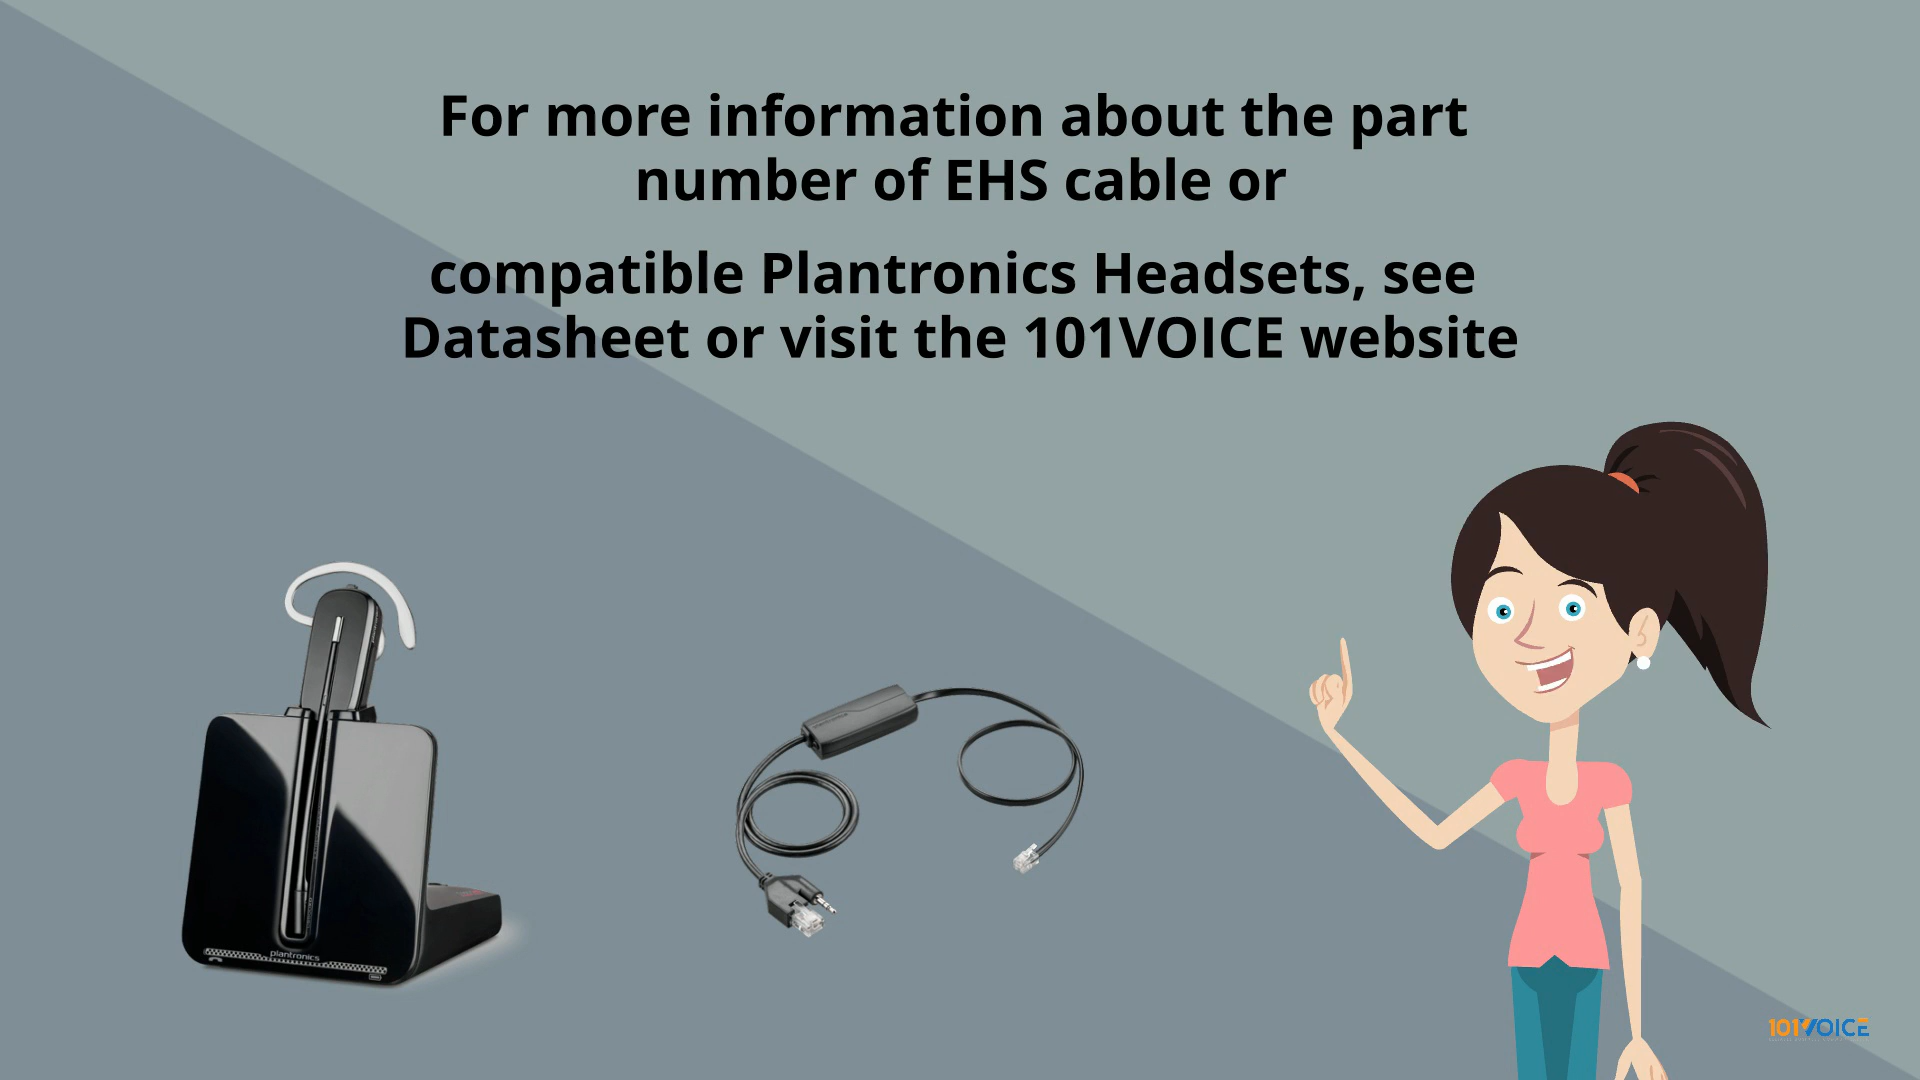 For more information about the part
number of EHS cable or
compatible Plantronics Headsets, see
Datasheet or visit the 101VOICE website
plantronics
101VOICE